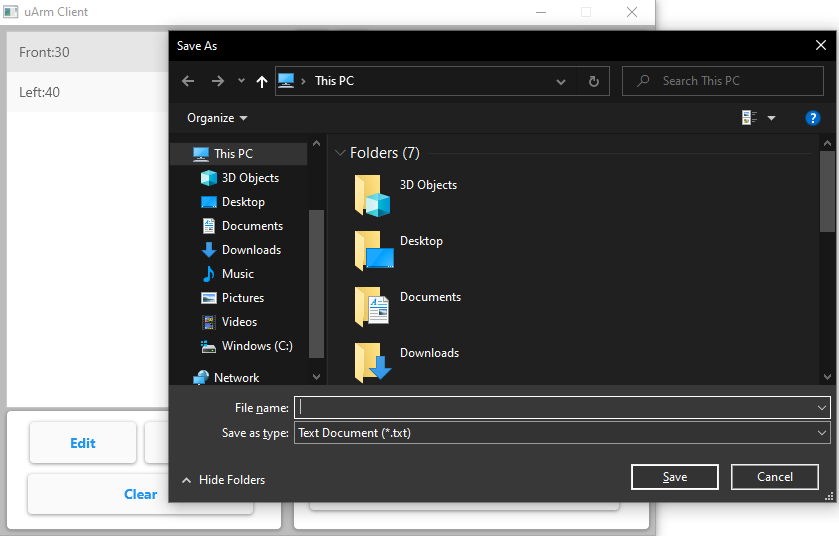 uArm Client
Front:30
Left:40
Edit
Clear
Save As
This PC
Search This PC
Organize
This PC
3D Objects
Desktop
Documents
Downloads
Music
Pictures
Videos
Windows (C:)
Network
Folders (7)
3D Objects
Desktop
Documents
Downloads
File name:
Save as type: Text Document (*.txt)
Hide Folders
Save
Cancel